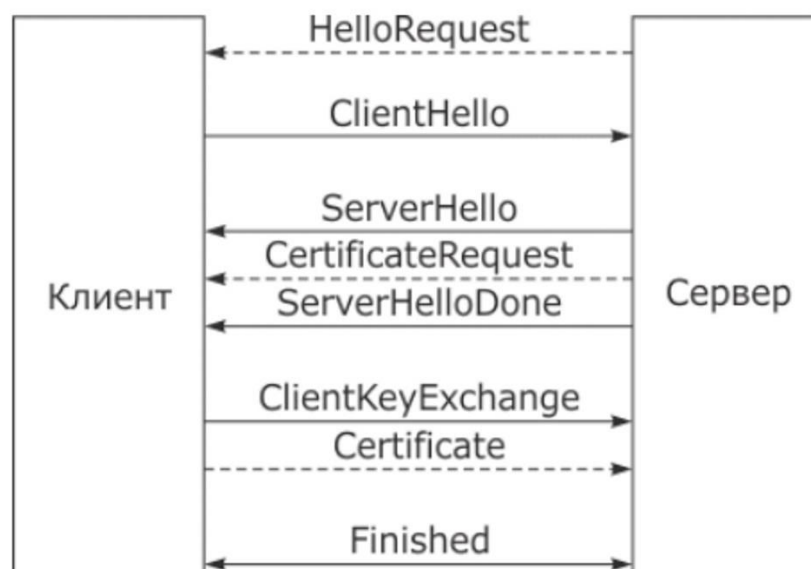 HelloRequest
ClientHello
ServerHello
CertificateRequest
Клиент
ServerHelloDone
Сервер
ClientKeyExchange
Certificate
Finished